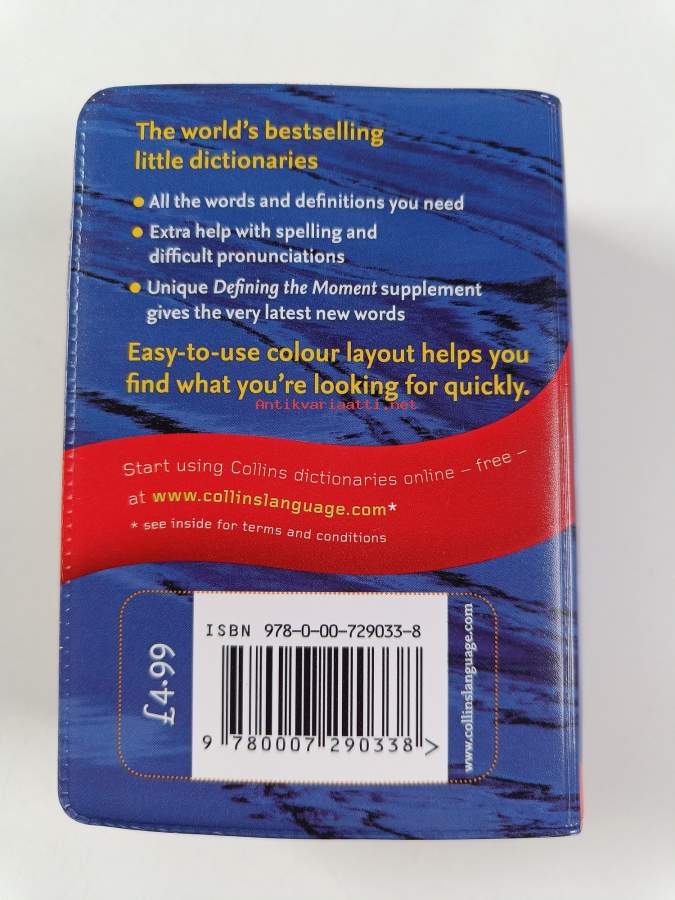 The world's bestselling
little dictionaries
• All the words and definitions you need
• Extra help with spelling and
difficult pronunciations
• Unique Defining the Moment supplement
gives the very latest new words
Easy-to-use colour layout helps you
find what you're looking for quickly.
Antikvariaatti.net
Start using Collins dictionaries online – free –
at www.collinslanguage.com*
* see inside for terms and conditions
£4.99
ISBN 978-0-00-729033-8
9 780007 290338 >
www.collinslanguage.com